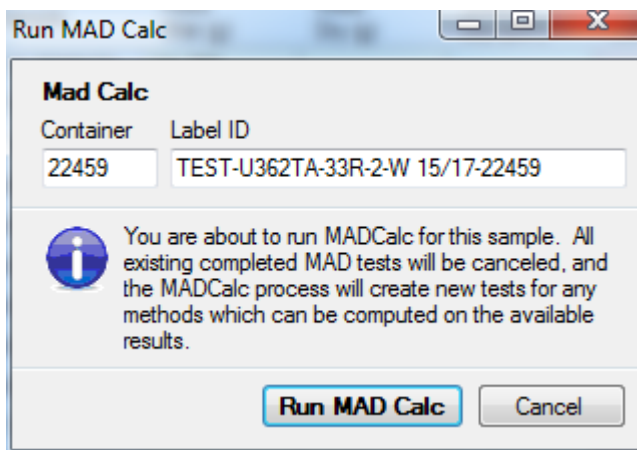 Run MAD Calc
Mad Calc
Container Label ID
22459 TEST-U362TA-33R-2-W 15/17-22459
You are about to run MADCalc for this sample. All
existing completed MAD tests will be canceled, and
the MADCalc process will create new tests for any
methods which can be computed on the available
results.
Run MAD Calc Cancel